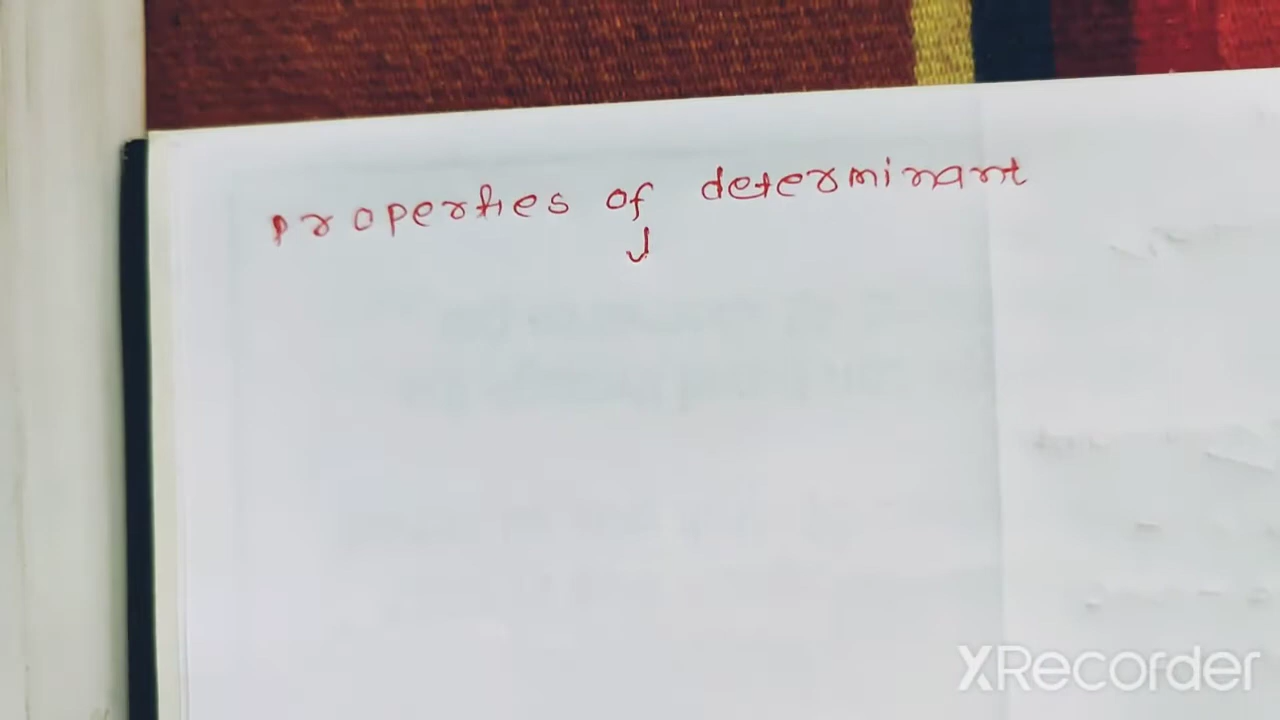 properties of determinant
↓
XRecorder